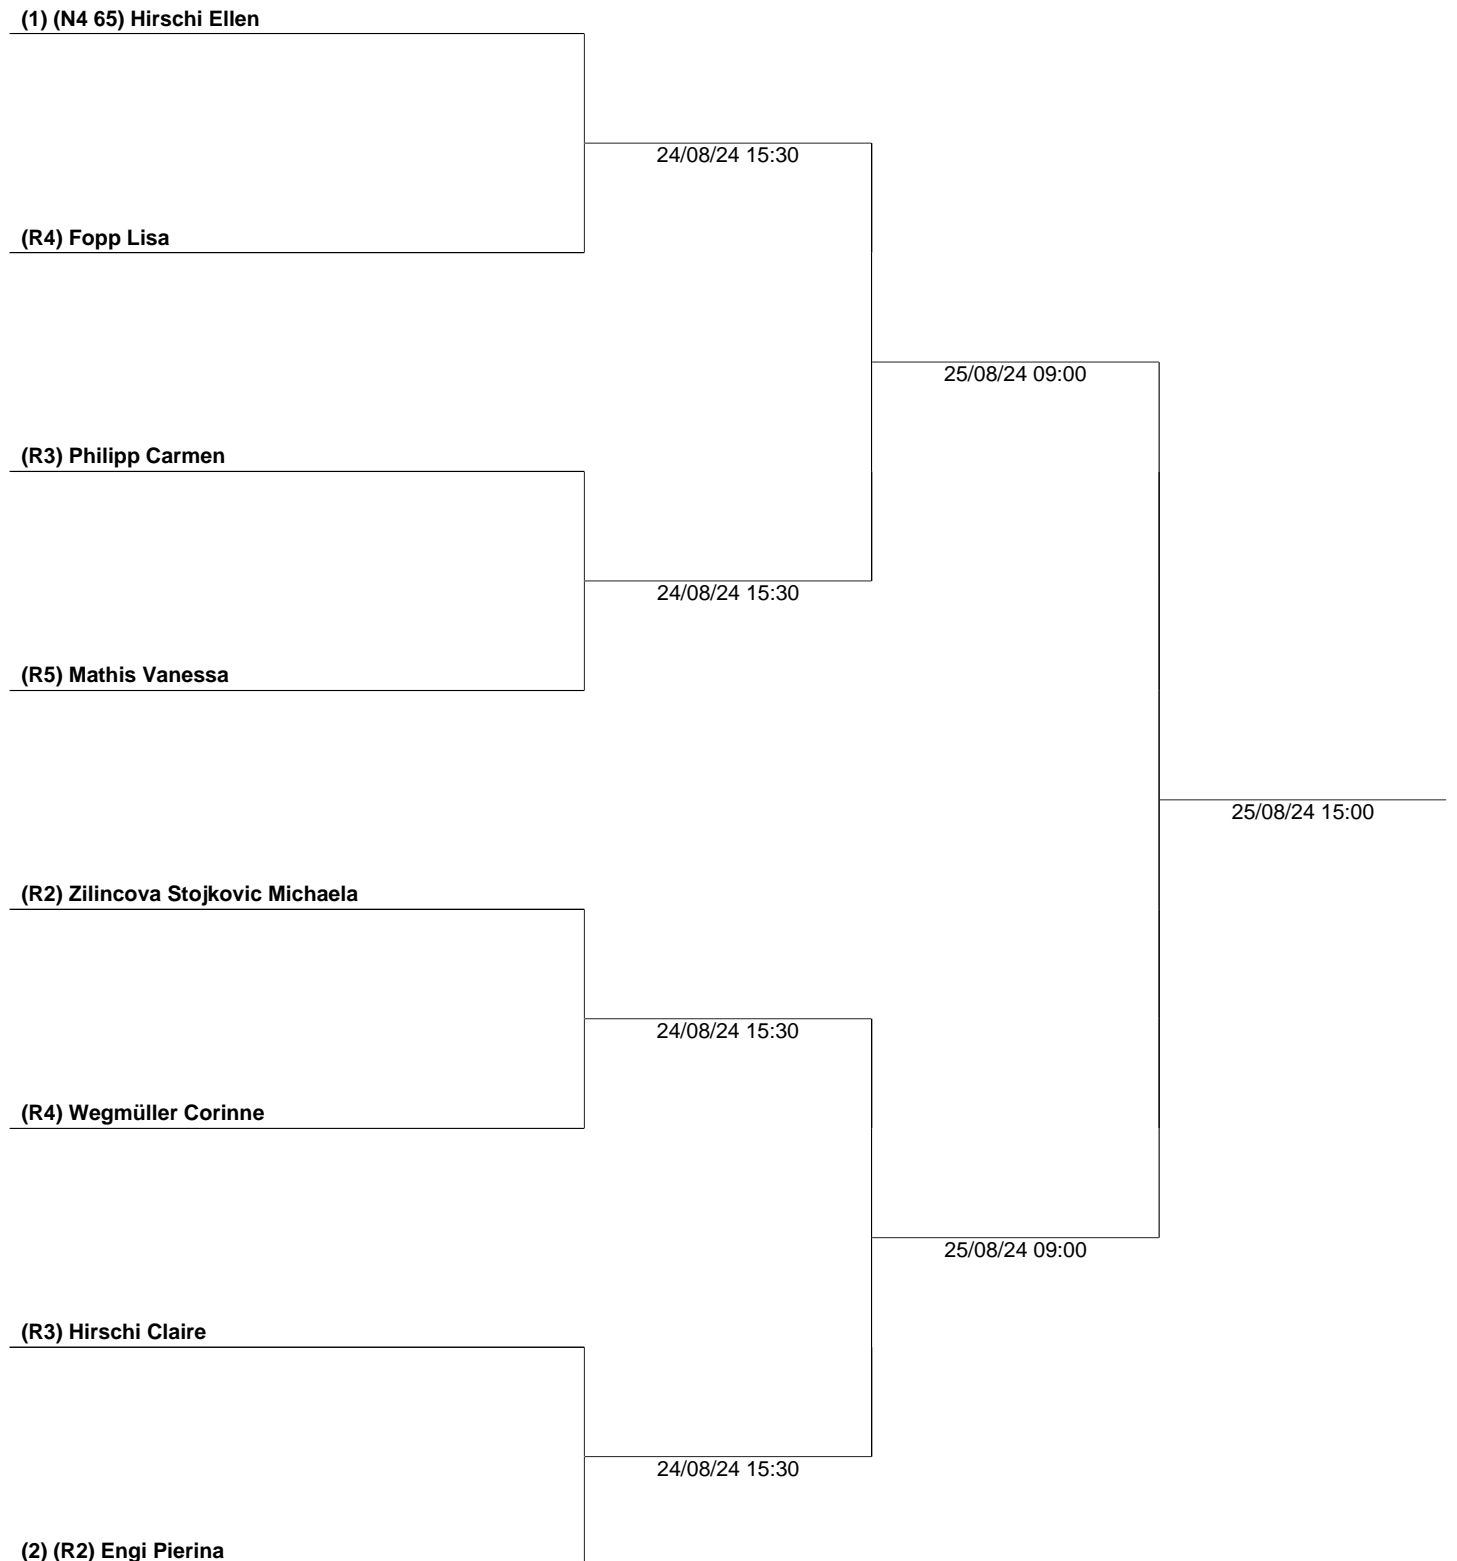 (1) (N4 65) Hirschi Ellen
24/08/24 15:30
(R4) Fopp Lisa
25/08/24 09:00
(R3) Philipp Carmen
24/08/24 15:30
(R5) Mathis Vanessa
25/08/24 15:00
(R2) Zilincova Stojkovic Michaela
24/08/24 15:30
(R4) Wegmüller Corinne
25/08/24 09:00
(R3) Hirschi Claire
24/08/24 15:30
(2) (R2) Engi Pierina